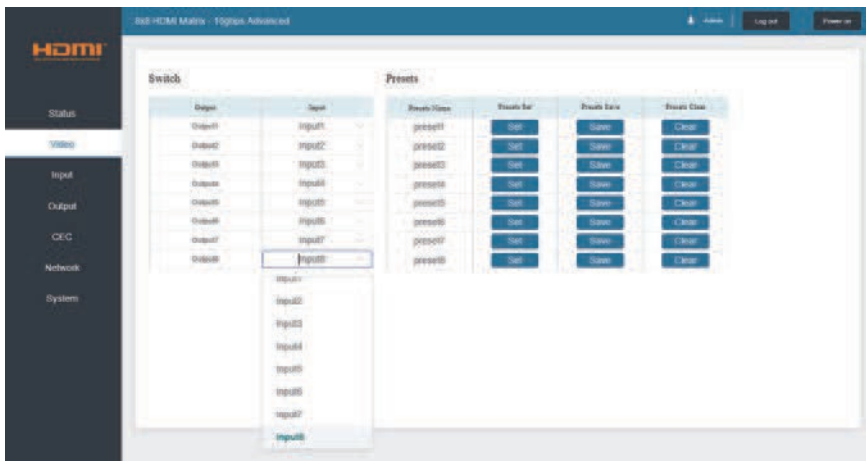 8x8 HDMI Matrix - 18gbps Advanced
Admin
Log out
Power on
HDMI
Status
Video
Input
Output
CEC
Network
System
Switch
Presets
Output Input
Presets Name Presets Set Presets Save Presets Clear
Output1 input1 preset1 Set Save Clear
Output2 input2 preset2 Set Save Clear
Output3 input3 preset3 Set Save Clear
Output4 input4 preset4 Set Save Clear
Output5 input5 preset5 Set Save Clear
Output6 input6 preset6 Set Save Clear
Output7 input7 preset7 Set Save Clear
Output8 input8 preset8 Set Save Clear
input1
input2
input3
input4
input5
input6
input7
input8